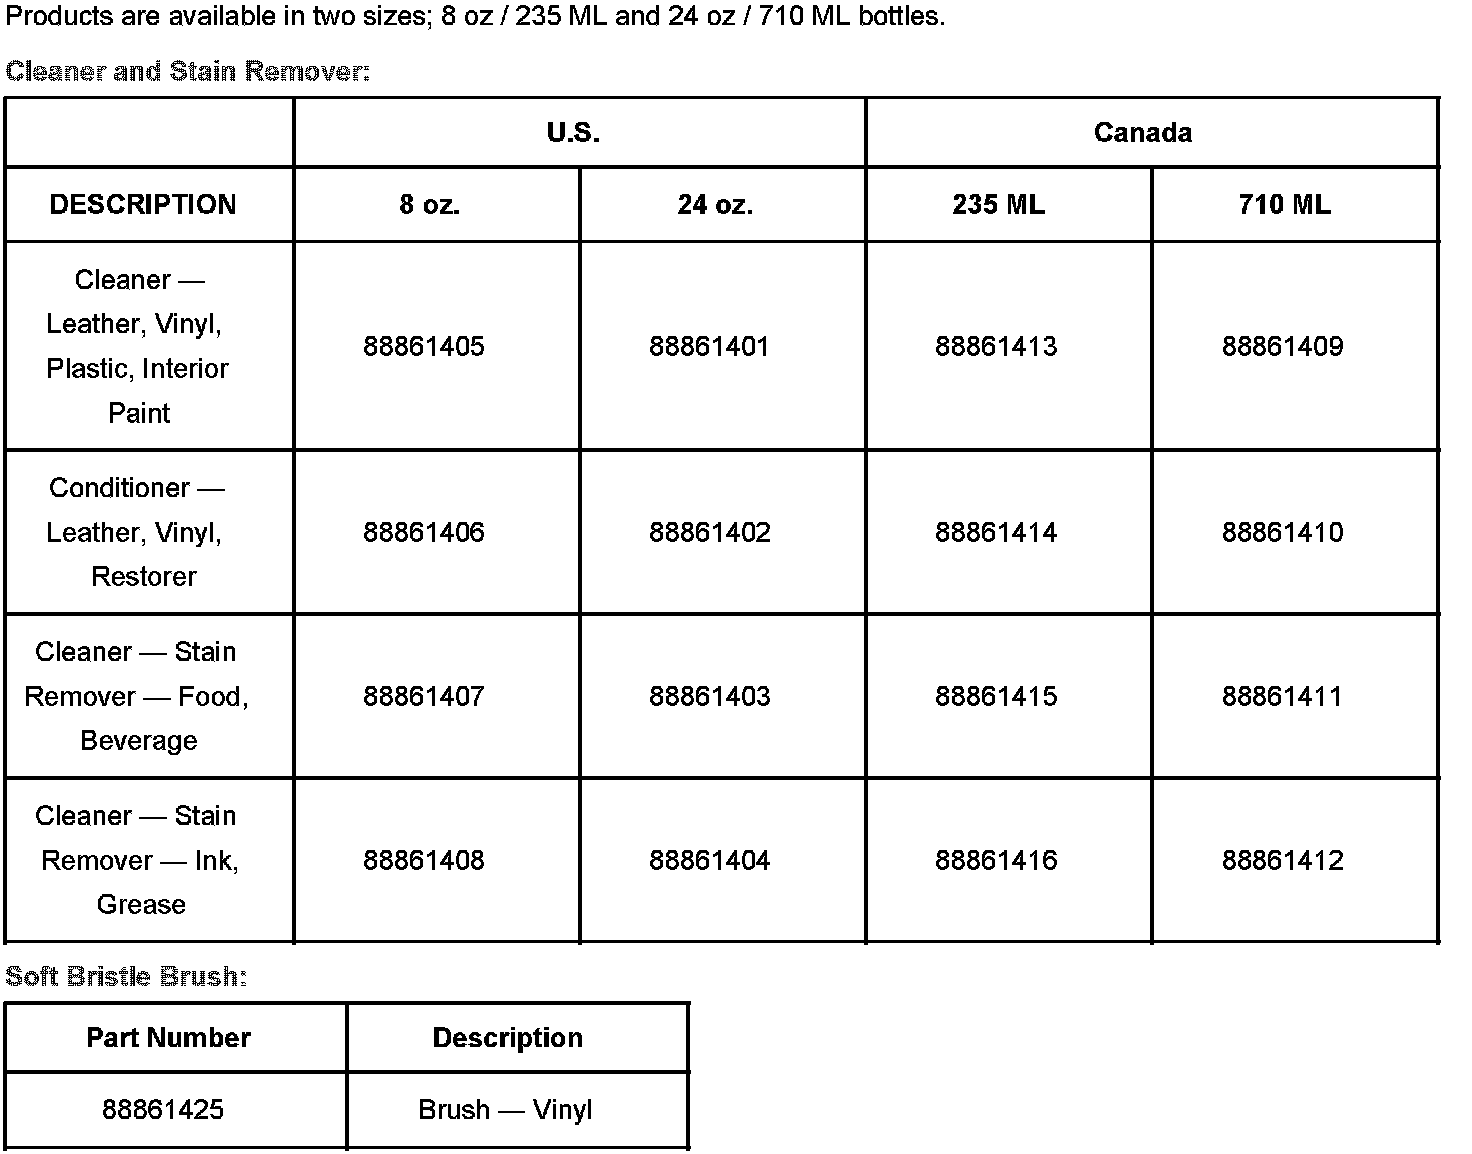 Products are available in two sizes; 8 oz / 235 ML and 24 oz / 710 ML bottles.
Cleaner and Stain Remover:
U.S. Canada
DESCRIPTION 8 oz. 24 oz. 235 ML 710 ML
Cleaner —
Leather, Vinyl,
Plastic, Interior
Paint
88861405 88861401 88861413 88861409
Conditioner —
Leather, Vinyl,
Restorer
88861406 88861402 88861414 88861410
Cleaner — Stain
Remover — Food,
Beverage
88861407 88861403 88861415 88861411
Cleaner — Stain
Remover — Ink,
Grease
88861408 88861404 88861416 88861412
Soft Bristle Brush:
Part Number Description
88861425 Brush — Vinyl